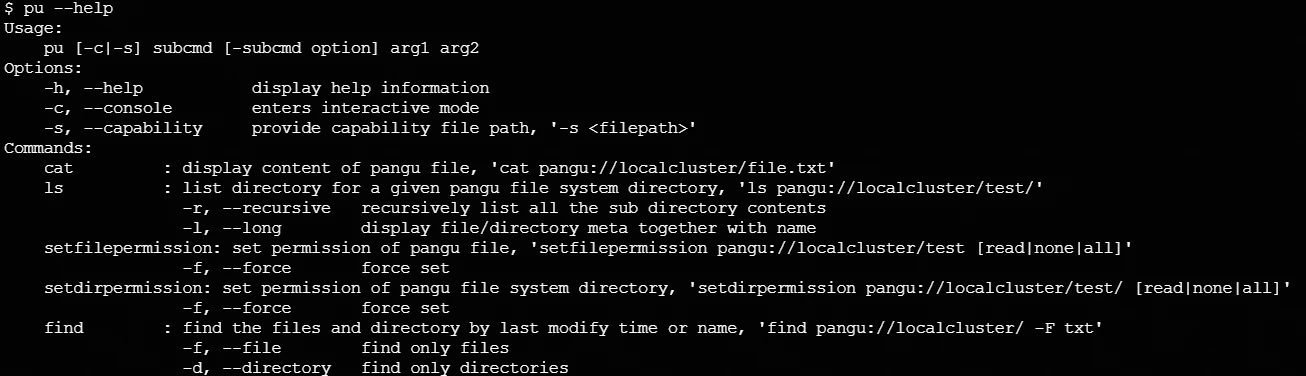 $ pu --help
Usage:
    pu [-c|-s] subcmd [-subcmd option] arg1 arg2
Options:
    -h, --help           display help information
    -c, --console        enters interactive mode
    -s, --capability     provide capability file path, '-s <filepath>'
Commands:
    cat         : display content of pangu file, 'cat pangu://localcluster/file.txt'
    ls          : list directory for a given pangu file system directory, 'ls pangu://localcluster/test/'
                  -r, --recursive   recursively list all the sub directory contents
                  -l, --long        display file/directory meta together with name
    setfilepermission: set permission of pangu file, 'setfilepermission pangu://localcluster/test [read|none|all]'
                  -f, --force       force set
    setdirpermission: set permission of pangu file system directory, 'setdirpermission pangu://localcluster/test/ [read|none|all]'
                  -f, --force       force set
    find        : find the files and directory by last modify time or name, 'find pangu://localcluster/ -F txt'
                  -f, --file        find only files
                  -d, --directory   find only directories